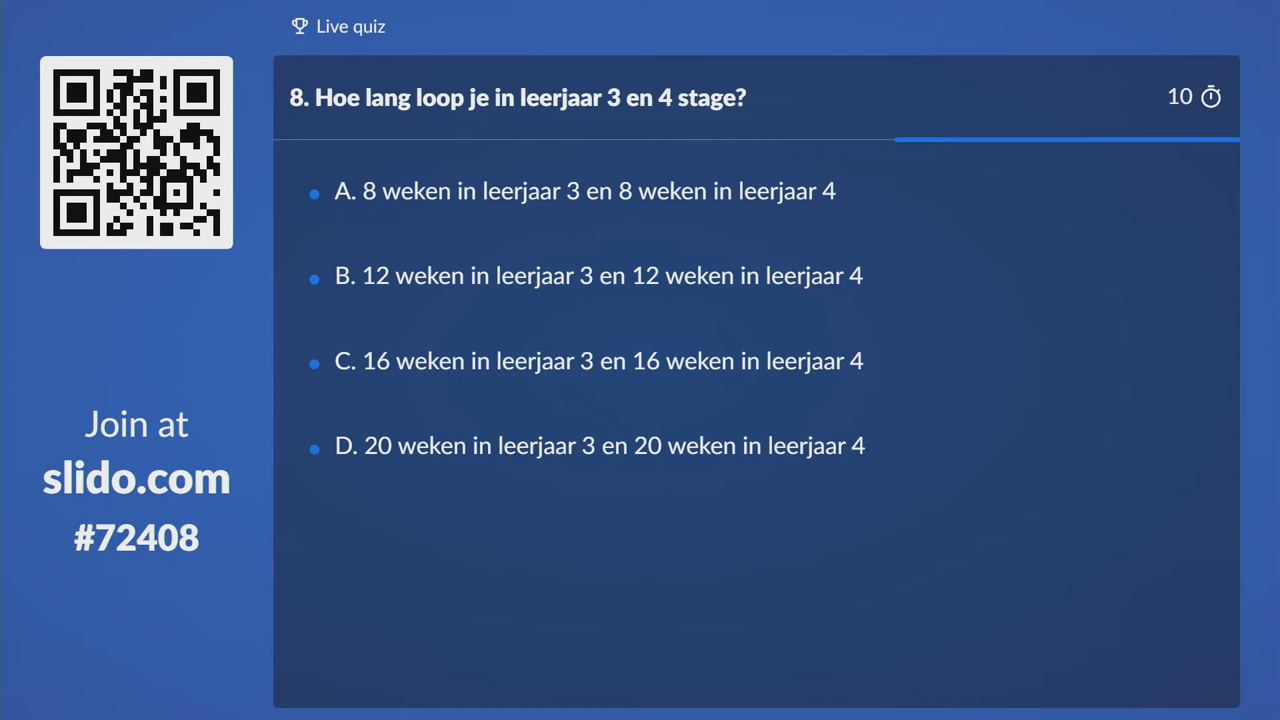 Live quiz
8. Hoe lang loop je in leerjaar 3 en 4 stage?
10
A. 8 weken in leerjaar 3 en 8 weken in leerjaar 4
B. 12 weken in leerjaar 3 en 12 weken in leerjaar 4
C. 16 weken in leerjaar 3 en 16 weken in leerjaar 4
D. 20 weken in leerjaar 3 en 20 weken in leerjaar 4
Join at
slido.com
#72408